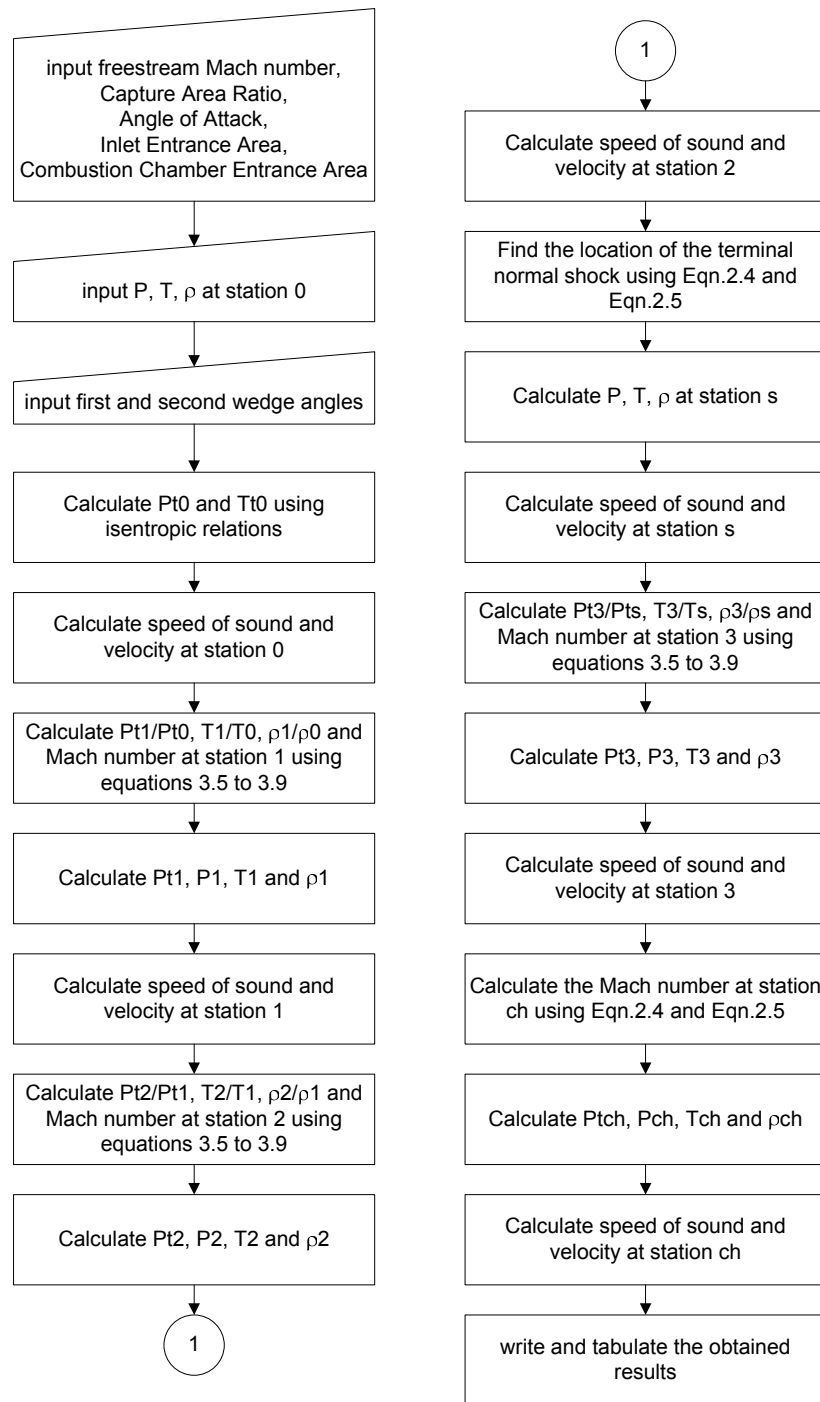 input freestream Mach number,
Capture Area Ratio,
Angle of Attack,
Inlet Entrance Area,
Combustion Chamber Entrance Area
input P, T, ρ at station 0
input first and second wedge angles
Calculate Pt0 and Tt0 using
isentropic relations
Calculate speed of sound and
velocity at station 0
Calculate Pt1/Pt0, T1/T0, ρ1/ρ0 and
Mach number at station 1 using
equations 3.5 to 3.9
Calculate Pt1, P1, T1 and ρ1
Calculate speed of sound and
velocity at station 1
Calculate Pt2/Pt1, T2/T1, ρ2/ρ1 and
Mach number at station 2 using
equations 3.5 to 3.9
Calculate Pt2, P2, T2 and ρ2
1
1
Calculate speed of sound and
velocity at station 2
Find the location of the terminal
normal shock using Eqn.2.4 and
Eqn.2.5
Calculate P, T, ρ at station s
Calculate speed of sound and
velocity at station s
Calculate Pt3/Pts, T3/Ts, ρ3/ρs and
Mach number at station 3 using
equations 3.5 to 3.9
Calculate Pt3, P3, T3 and ρ3
Calculate speed of sound and
velocity at station 3
Calculate the Mach number at station
ch using Eqn.2.4 and Eqn.2.5
Calculate Ptch, Pch, Tch and ρch
Calculate speed of sound and
velocity at station ch
write and tabulate the obtained
results